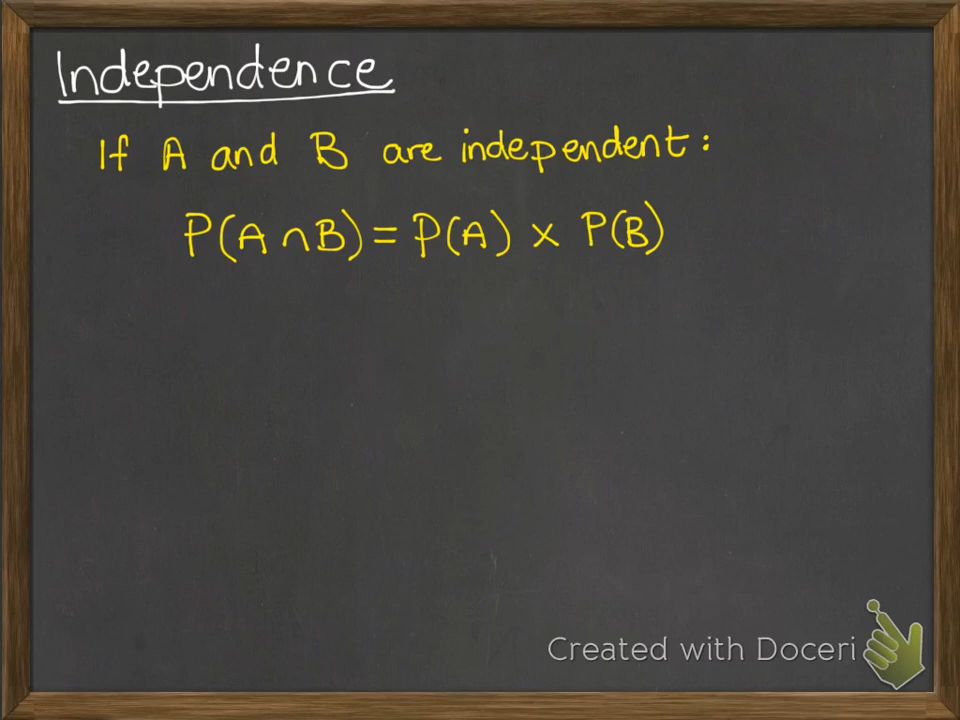 Independence
If A and B are independent:
P(A ∩ B) = P(A) × P(B)
Created with Doceri